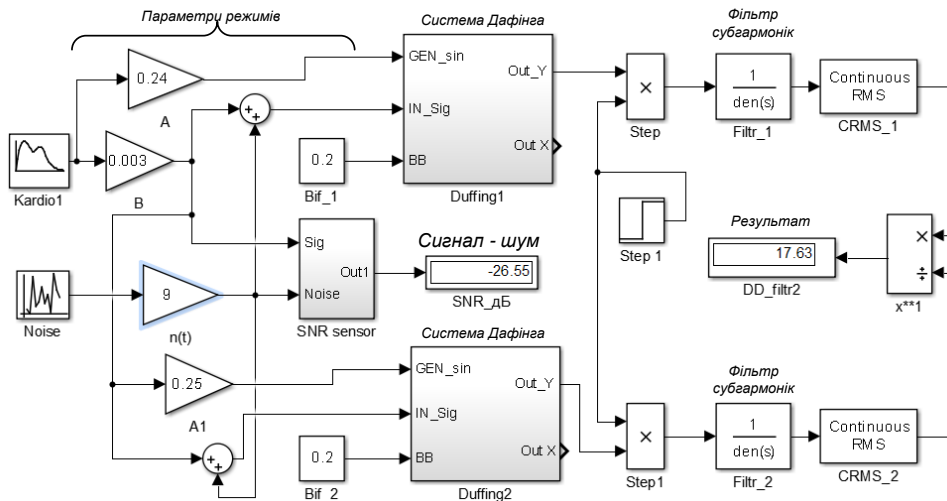 Параметри режимів
Система Дафінга
Фільтр
субгармонік
0.24
A
GEN_sin
IN_Sig
BB
Out_Y
Out X
Duffing1
×
Step
1
den(s)
Filtr_1
Continuous
RMS
CRMS_1
Kardio1
0.003
B
+
+
0.2
Bif_1
Sig
Noise
Out1
SNR sensor
Сигнал - шум
-26.55
SNR_дБ
Step 1
Результат
17.63
DD_filtr2
×
÷
x**1
Noise
9
n(t)
Система Дафінга
Фільтр
субгармонік
0.25
A1
GEN_sin
IN_Sig
BB
Out_Y
Out X
Duffing2
+
+
0.2
Bif_2
×
Step1
1
den(s)
Filtr_2
Continuous
RMS
CRMS_2